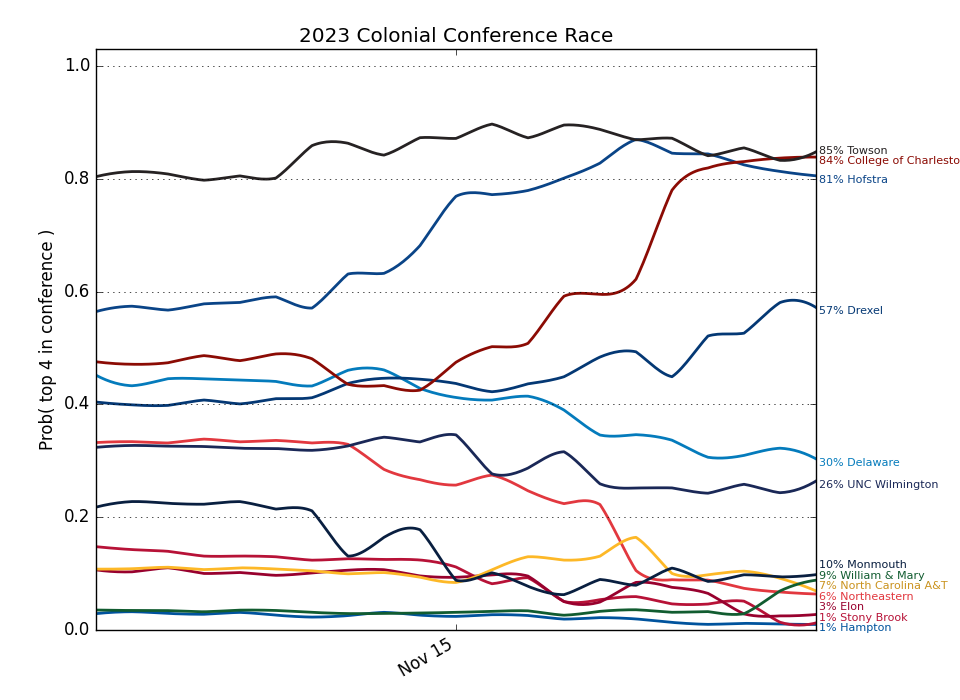 2023 Colonial Conference Race
Prob( top 4 in conference )
1.0
0.8
0.6
0.4
0.2
0.0
Nov 15
85% Towson
84% College of Charlesto
81% Hofstra
57% Drexel
30% Delaware
26% UNC Wilmington
10% Monmouth
9% William & Mary
7% North Carolina A&T
6% Northeastern
3% Elon
1% Stony Brook
1% Hampton